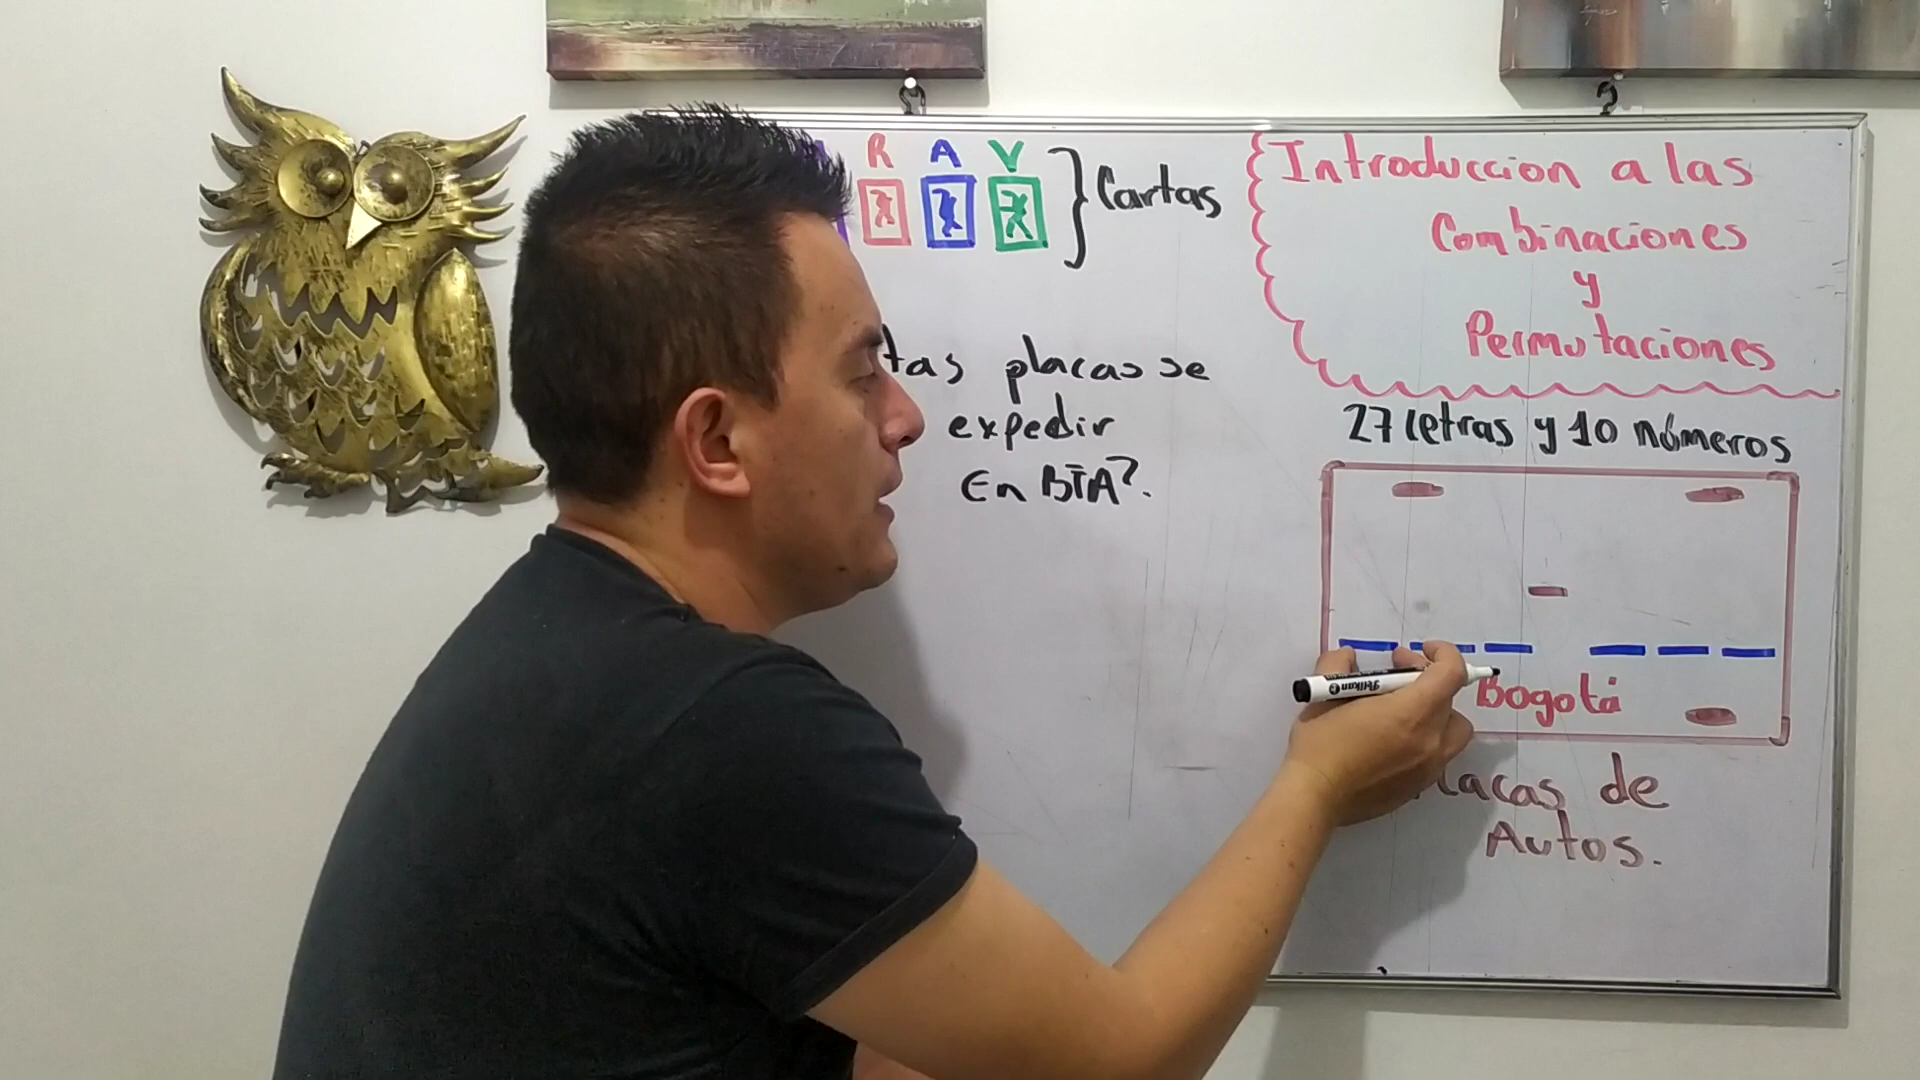 R A V
Cartas
tas placas se
expedir
En BTA?.
Introduccion a las
Combinaciones
y
Permutaciones
27 letras y 10 números
Bogotá
lacas de
Autos.
Pelikan